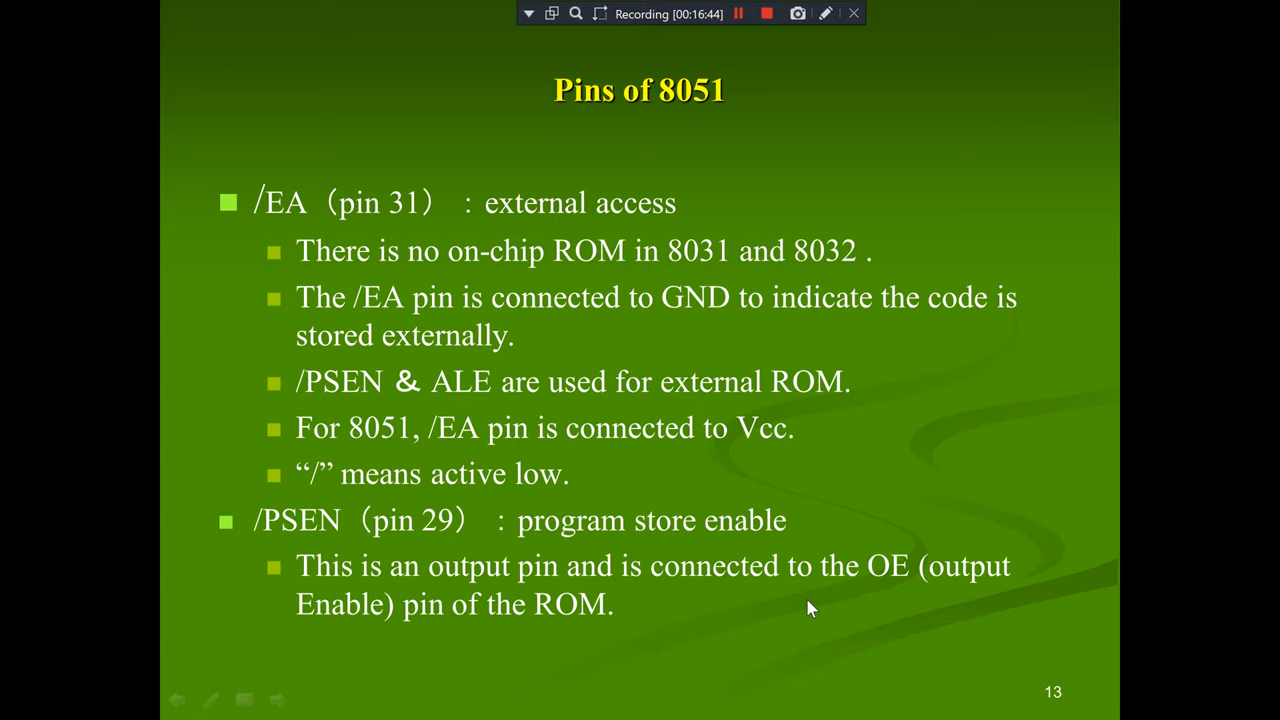 Recording [00:16:44]
Pins of 8051
/EA（pin 31）：external access
There is no on-chip ROM in 8031 and 8032 .
The /EA pin is connected to GND to indicate the code is
stored externally.
/PSEN ＆ ALE are used for external ROM.
For 8051, /EA pin is connected to Vcc.
“/” means active low.
/PSEN（pin 29）：program store enable
This is an output pin and is connected to the OE (output
Enable) pin of the ROM.
13